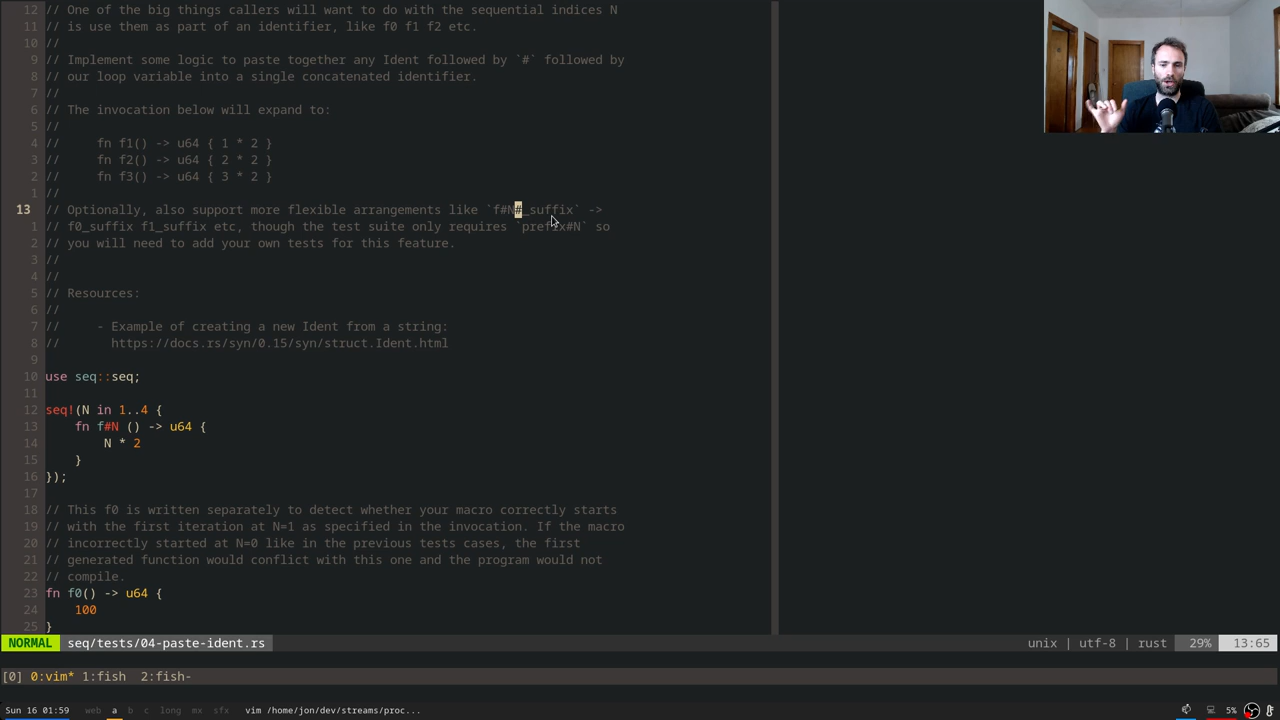 12 // One of the big things callers will want to do with the sequential indices N
11 // is use them as part of an identifier, like f0 f1 f2 etc.
10 //
9 // Implement some logic to paste together any Ident followed by `#` followed by
8 // our loop variable into a single concatenated identifier.
7 //
6 // The invocation below will expand to:
5 //
4 //     fn f1() -> u64 { 1 * 2 }
3 //     fn f2() -> u64 { 2 * 2 }
2 //     fn f3() -> u64 { 3 * 2 }
1 //
13 // Optionally, also support more flexible arrangements like `f#N#_suffix` ->
1 // f0_suffix f1_suffix etc, though the test suite only requires `prefix#N` so
2 // you will need to add your own tests for this feature.
3 //
4 //
5 // Resources:
6 //
7 //     - Example of creating a new Ident from a string:
8 //       https://docs.rs/syn/0.15/syn/struct.Ident.html
9
10 use seq::seq;
11
12 seq!(N in 1..4 {
13     fn f#N () -> u64 {
14         N * 2
15     }
16 });
17
18 // This f0 is written separately to detect whether your macro correctly starts
19 // with the first iteration at N=1 as specified in the invocation. If the macro
20 // incorrectly started at N=0 like in the previous tests cases, the first
21 // generated function would conflict with this one and the program would not
22 // compile.
23 fn f0() -> u64 {
24     100
25 }
NORMAL seq/tests/04-paste-ident.rs unix | utf-8 | rust 29% 13:65
[0] 0:vim* 1:fish 2:fish-
Sun 16 01:59 web a b c long mx sfx vim /home/jon/dev/streams/proc... 5%